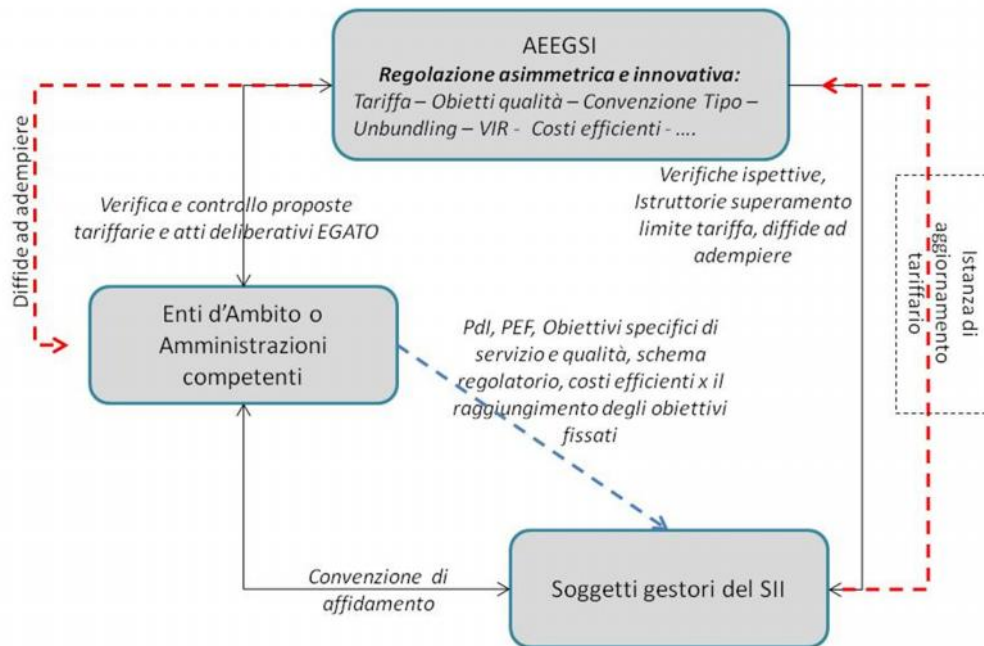 AEEGSI
Regolazione asimmetrica e innovativa:
Tariffa – Obietti qualità – Convenzione Tipo –
Unbundling – VIR - Costi efficienti - ....
Diffide ad adempiere
Verifica e controllo proposte
tariffarie e atti deliberativi EGATO
Verifiche ispettive,
Istruttorie superamento
limite tariffa, diffide ad
adempiere
Istanza di
aggiornamento
tariffario
Enti d'Ambito o
Amministrazioni
competenti
PdI, PEF, Obiettivi specifici di
servizio e qualità, schema
regolatorio, costi efficienti x il
raggiungimento degli obiettivi
fissati
Convenzione di
affidamento
Soggetti gestori del SII